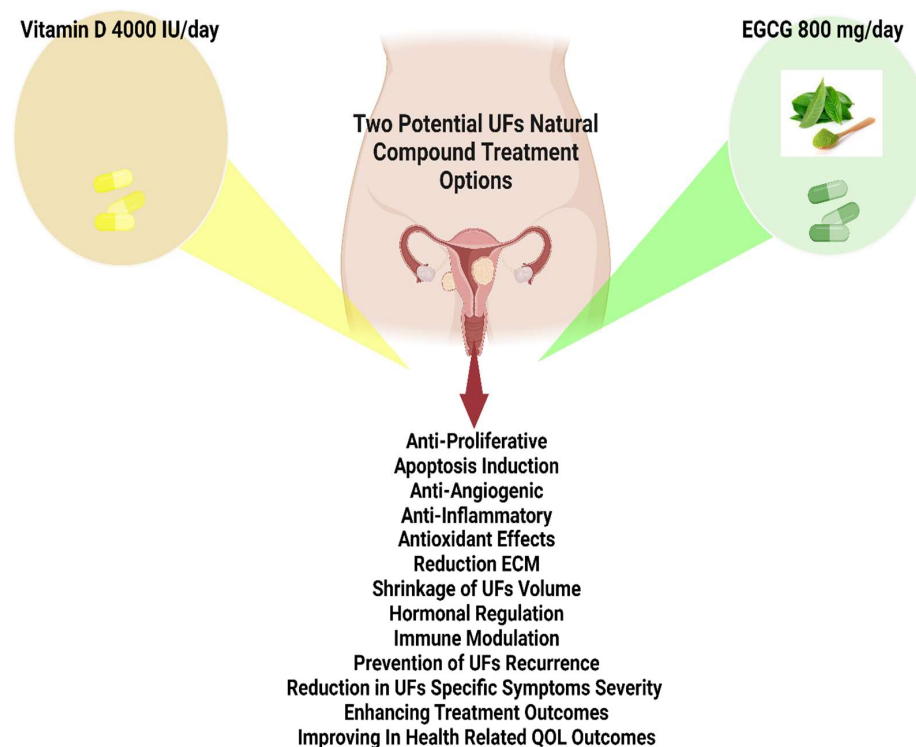 Vitamin D 4000 IU/day
EGCG 800 mg/day
Two Potential UFs Natural
Compound Treatment
Options
Anti-Proliferative
Apoptosis Induction
Anti-Angiogenic
Anti-Inflammatory
Antioxidant Effects
Reduction ECM
Shrinkage of UFs Volume
Hormonal Regulation
Immune Modulation
Prevention of UFs Recurrence
Reduction in UFs Specific Symptoms Severity
Enhancing Treatment Outcomes
Improving In Health Related QOL Outcomes